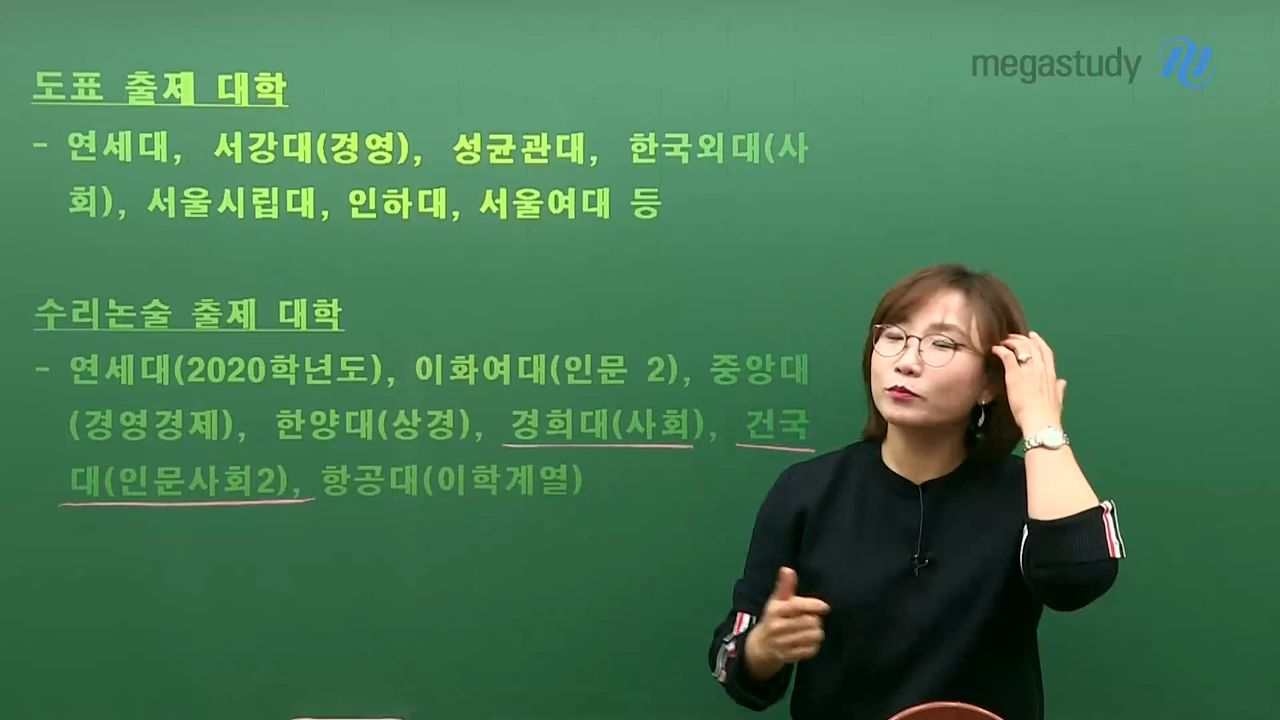 megastudy
도표 출제 대학
- 연세대, 서강대(경영), 성균관대, 한국외대(사
회), 서울시립대, 인하대, 서울여대 등
수리논술 출제 대학
- 연세대(2020학년도), 이화여대(인문 2), 중앙대
(경영경제), 한양대(상경), 경희대(사회), 건국
대(인문사회2), 항공대(이학계열)